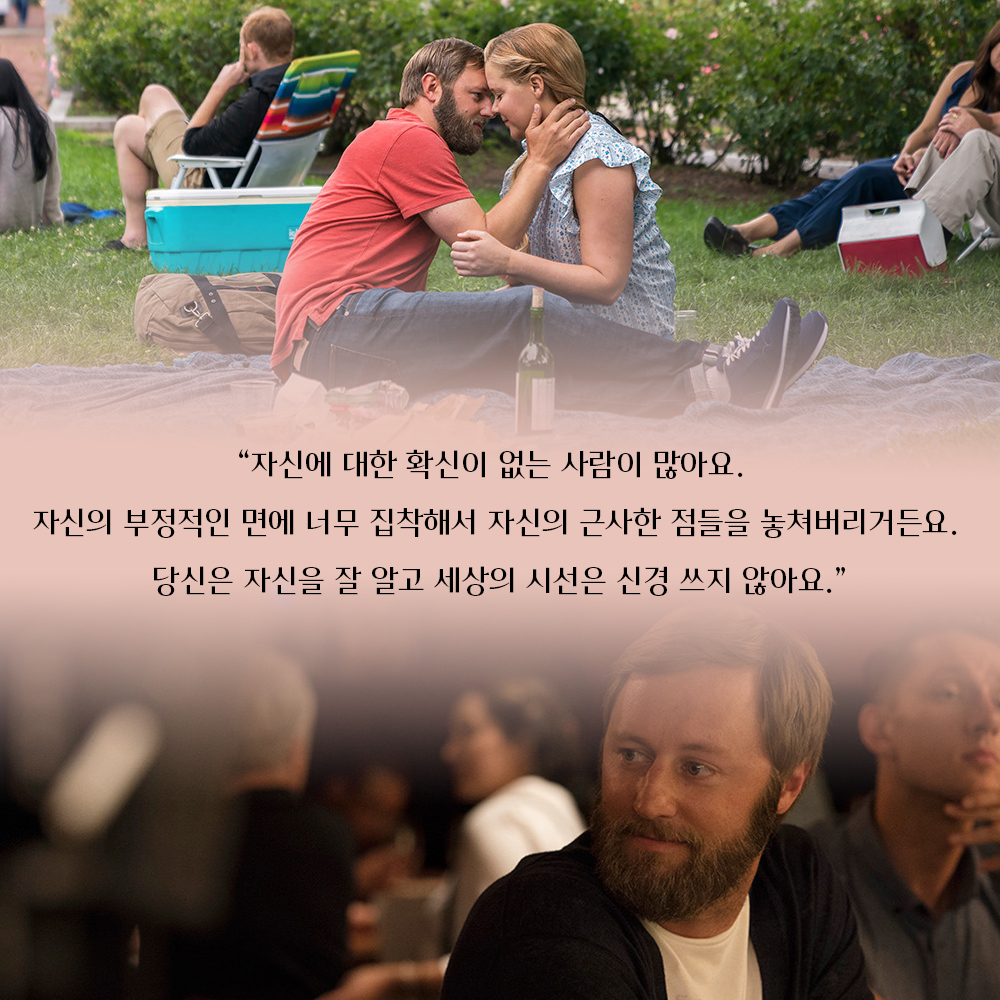 “자신에 대한 확신이 없는 사람이 많아요.
자신의 부정적인 면에 너무 집착해서 자신의 근사한 점들을 놓쳐버리거든요.
당신은 자신을 잘 알고 세상의 시선은 신경 쓰지 않아요.”